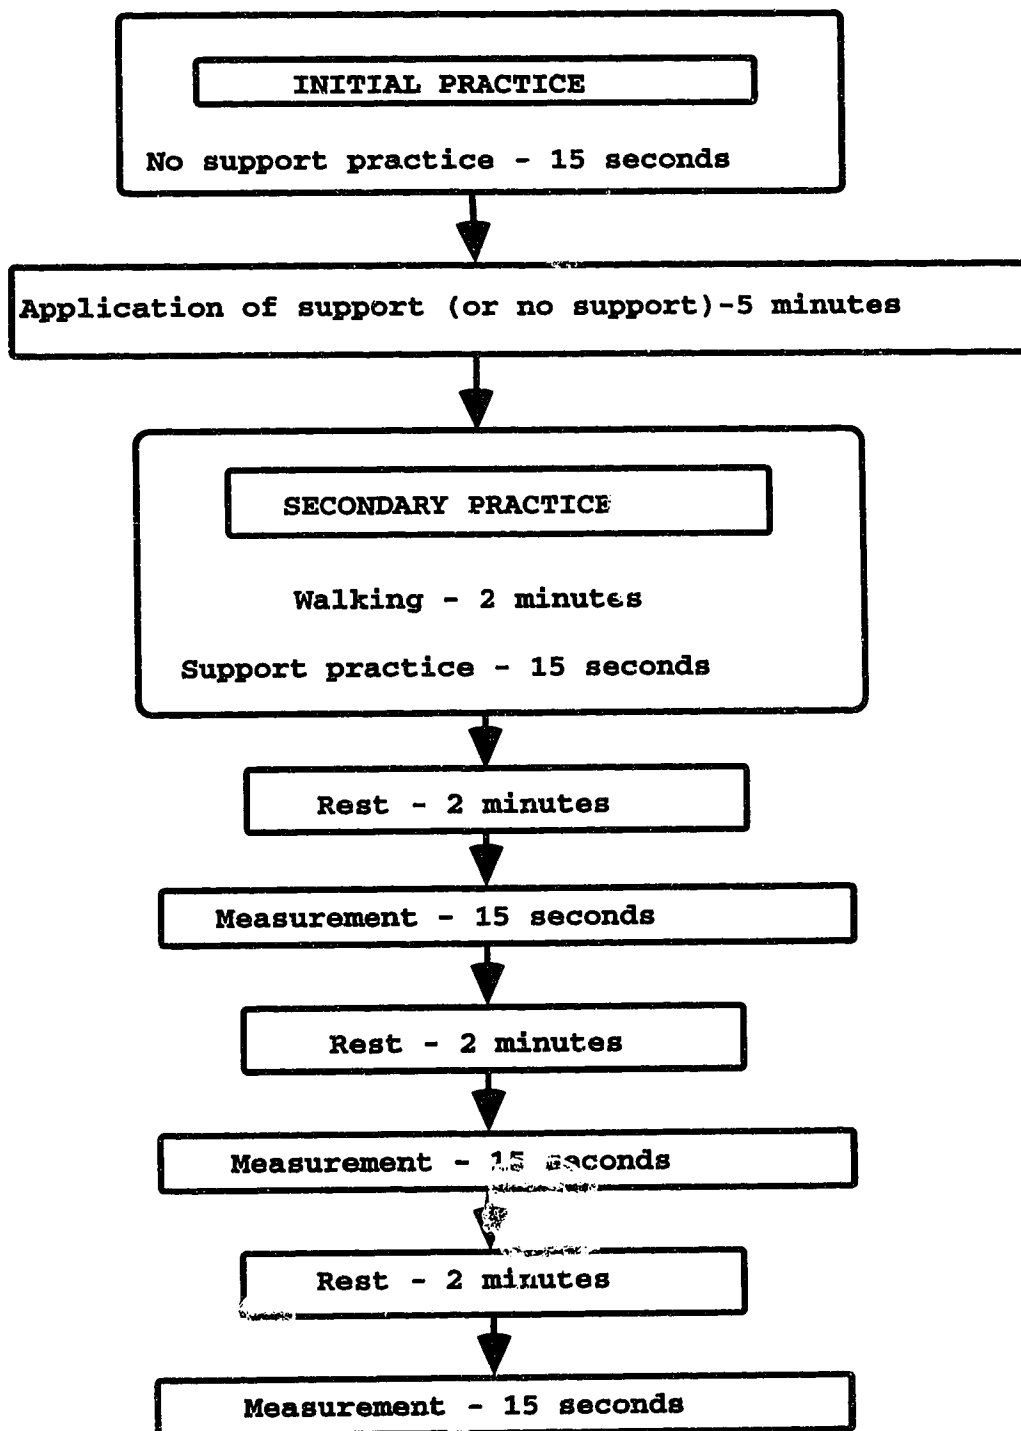 INITIAL PRACTICE
No support practice - 15 seconds
Application of support (or no support)-5 minutes
SECONDARY PRACTICE
Walking - 2 minutes
Support practice - 15 seconds
Rest - 2 minutes
Measurement - 15 seconds
Rest - 2 minutes
Measurement - 15 seconds
Rest - 2 minutes
Measurement - 15 seconds